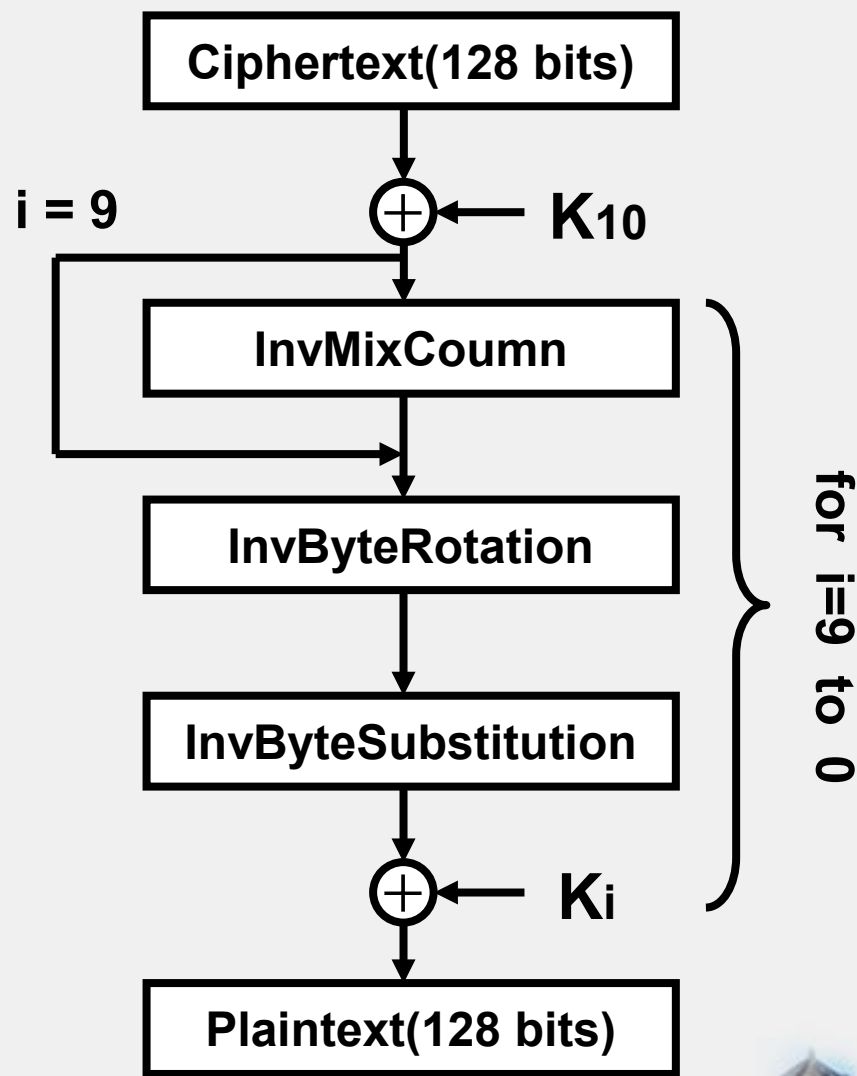 Ciphertext(128 bits)
i = 9
K10
InvMixCoumn
InvByteRotation
InvByteSubstitution
for i=9 to 0
Ki
Plaintext(128 bits)